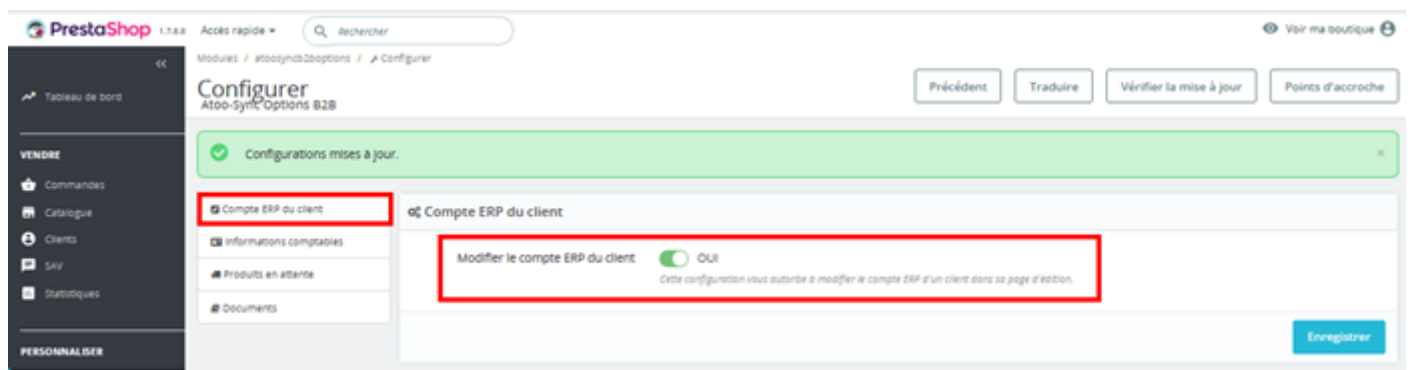 PrestaShop 1.7.8.8 Accès rapide Rechercher Voir ma boutique
Modules / atoosyncb2boptions / Configurer
Configurer
Atoo-Sync Options B2B
Précédent Traduire Vérifier la mise à jour Points d'accroche
Tableau de bord
VENDRE
Commandes
Catalogue
Clients
SAV
Statistiques
PERSONNALISER
Configurations mises à jour.
Compte ERP du client
Informations comptables
Produits en attente
Documents
Compte ERP du client
Modifier le compte ERP du client OUI
Cette configuration vous autorise à modifier le compte ERP d'un client dans sa page d'édition.
Enregistrer